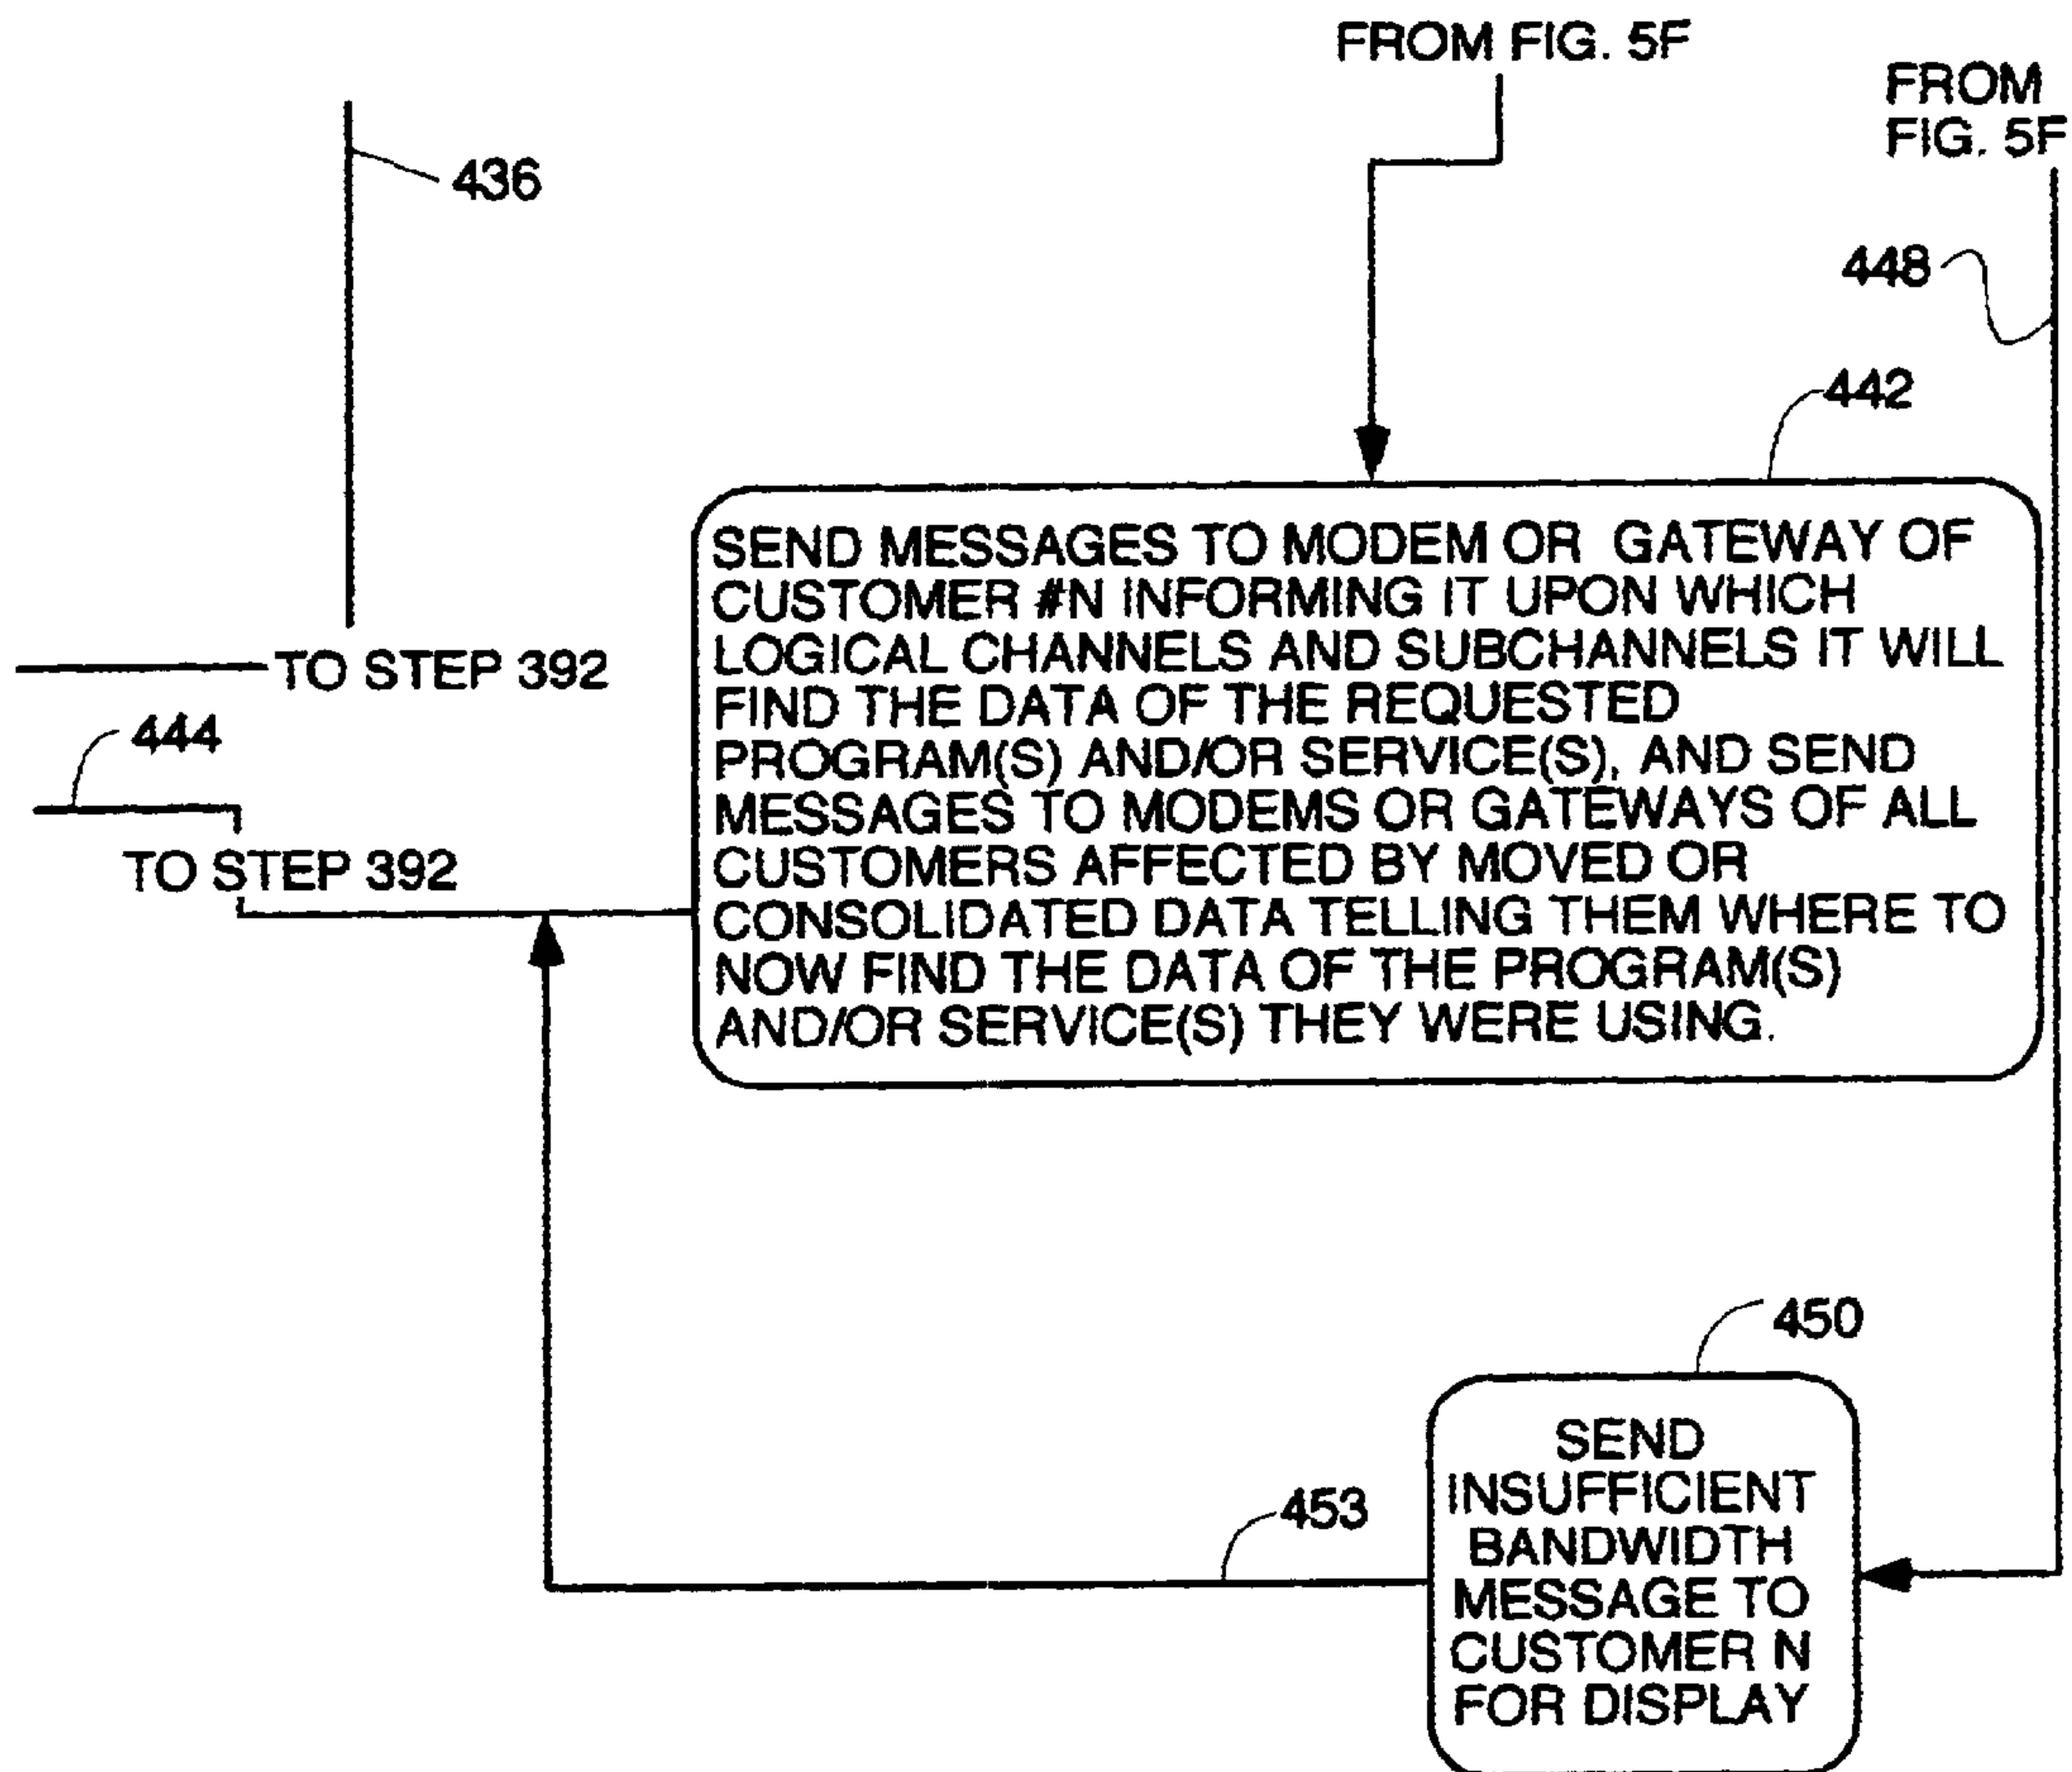 FROM FIG. 5F
FROM
FIG. 5F
436
448
442
SEND MESSAGES TO MODEM OR GATEWAY OF
CUSTOMER #N INFORMING IT UPON WHICH
LOGICAL CHANNELS AND SUBCHANNELS IT WILL
FIND THE DATA OF THE REQUESTED
PROGRAM(S) AND/OR SERVICE(S), AND SEND
MESSAGES TO MODEMS OR GATEWAYS OF ALL
CUSTOMERS AFFECTED BY MOVED OR
CONSOLIDATED DATA TELLING THEM WHERE TO
NOW FIND THE DATA OF THE PROGRAM(S)
AND/OR SERVICE(S) THEY WERE USING.
TO STEP 392
444
TO STEP 392
450
SEND
INSUFFICIENT
BANDWIDTH
MESSAGE TO
CUSTOMER N
FOR DISPLAY
453